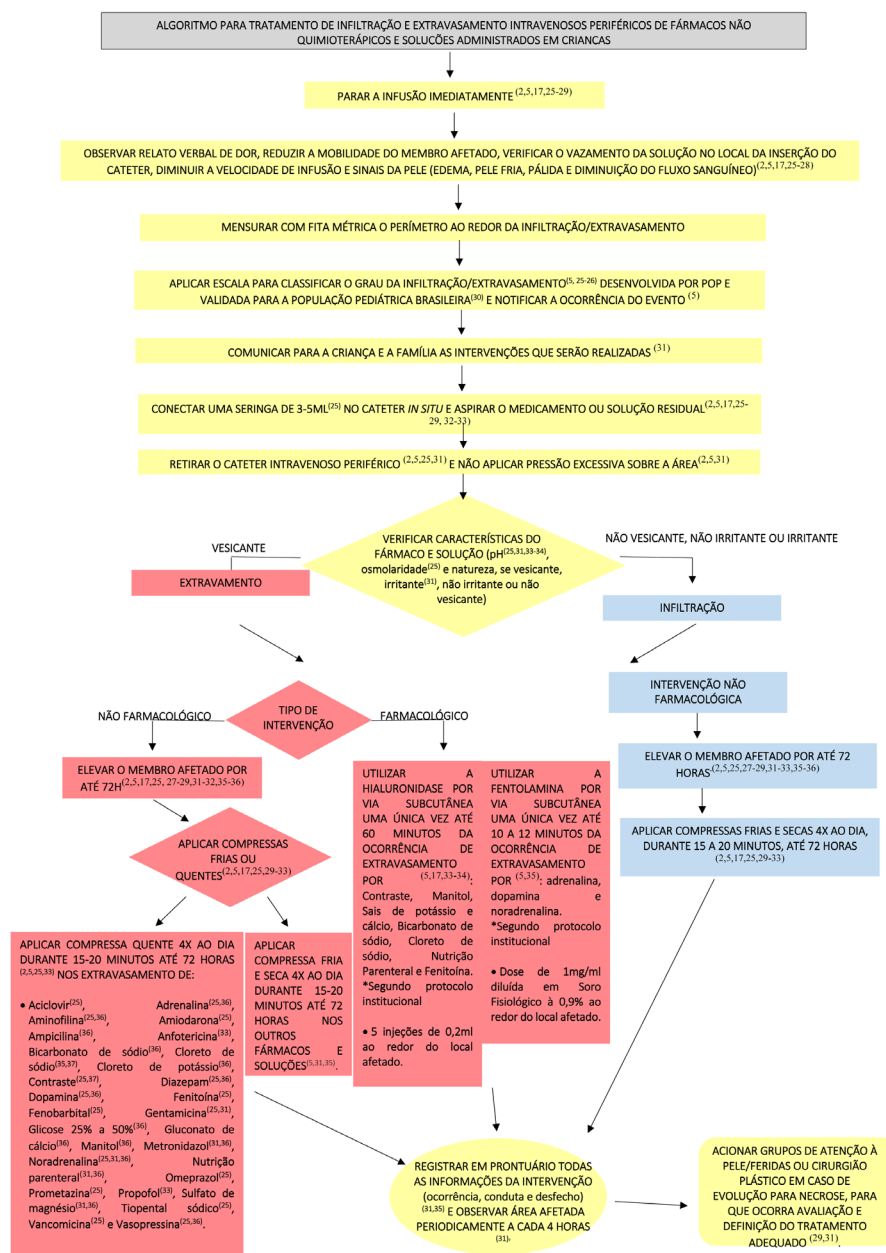 ALGORITMO PARA TRATAMENTO DE INFILTRAÇÃO E EXTRAVASAMENTO INTRAVENOSOS PERIFÉRICOS DE FÁRMACOS NÃO
QUIMIOTERÁPICOS E SOLUCÕES ADMINISTRADOS EM CRIANCAS
PARAR A INFUSÃO IMEDIATAMENTE (2,5,17,25-29)
OBSERVAR RELATO VERBAL DE DOR, REDUZIR A MOBILIDADE DO MEMBRO AFETADO, VERIFICAR O VAZAMENTO DA SOLUÇÃO NO LOCAL DA INSERÇÃO DO
CATETER, DIMINUIR A VELOCIDADE DE INFUSÃO E SINAIS DA PELE (EDEMA, PELE FRIA, PÁLIDA E DIMINUIÇÃO DO FLUXO SANGUÍNEO)(2,5,17,25-28)
MENSURAR COM FITA MÉTRICA O PERÍMETRO AO REDOR DA INFILTRAÇÃO/EXTRAVASAMENTO
APLICAR ESCALA PARA CLASSIFICAR O GRAU DA INFILTRAÇÃO/EXTRAVASAMENTO(5, 25-26) DESENVOLVIDA POR POP E
VALIDADA PARA A POPULAÇÃO PEDIÁTRICA BRASILEIRA(30) E NOTIFICAR A OCORRÊNCIA DO EVENTO (5)
COMUNICAR PARA A CRIANÇA E A FAMÍLIA AS INTERVENÇÕES QUE SERÃO REALIZADAS (31)
CONECTAR UMA SERINGA DE 3-5ML(25) NO CATETER IN SITU E ASPIRAR O MEDICAMENTO OU SOLUÇÃO RESIDUAL(2,5,17,25-
29, 32-33)
RETIRAR O CATETER INTRAVENOSO PERIFÉRICO (2,5,25,31) E NÃO APLICAR PRESSÃO EXCESSIVA SOBRE A ÁREA(2,5,31)
VERIFICAR CARACTERÍSTICAS DO
FÁRMACO E SOLUÇÃO (pH(25,31,33-34),
osmolaridade(25) e natureza, se vesicante,
irritante(31), não irritante ou não
vesicante)
VESICANTE
NÃO VESICANTE, NÃO IRRITANTE OU IRRITANTE
EXTRAVAMENTO
INFILTRAÇÃO
TIPO DE
INTERVENÇÃO
NÃO FARMACOLÓGICO
FARMACOLÓGICO
INTERVENÇÃO NÃO
FARMACOLÓGICA
ELEVAR O MEMBRO AFETADO POR
ATÉ 72H(2,5,17,25, 27-29,31-32,35-36)
APLICAR COMPRESSAS
FRIAS OU
QUENTES(2,5,17,25,29-33)
APLICAR COMPRESSA QUENTE 4X AO DIA
DURANTE 15-20 MINUTOS ATÉ 72 HORAS
(2,5,25,33) NOS EXTRAVASAMENTO DE:
• Aciclovir(25), Adrenalina(25,36),
Aminofilina(25,36), Amiodarona(25),
Ampicilina(36), Anfotericina(33),
Bicarbonato de sódio(36), Cloreto de
sódio(35,37), Cloreto de potássio(36),
Contraste(25,37), Diazepam(25,36),
Dopamina(25,36), Fenitoína(25),
Fenobarbital(25), Gentamicina(25,31),
Glicose 25% a 50%(36), Gluconato de
cálcio(36), Manitol(36), Metronidazol(31,36),
Noradrenalina(25,31,36), Nutrição
parenteral(31,36), Omeprazol(25),
Prometazina(25), Propofol(33), Sulfato de
magnésio(31,36), Tiopental sódico(25),
Vancomicina(25) e Vasopressina(25,36).
APLICAR
COMPRESSA FRIA
E SECA 4X AO DIA
DURANTE 15-20
MINUTOS ATÉ 72
HORAS NOS
OUTROS
FÁRMACOS E
SOLUÇÕES(5,31,35).
UTILIZAR A
HIALURONIDASE POR
VIA SUBCUTÂNEA
UMA ÚNICA VEZ ATÉ
60 MINUTOS DA
OCORRÊNCIA DE
EXTRAVASAMENTO
POR (5,17,33-34):
Contraste, Manitol,
Sais de potássio e
cálcio, Bicarbonato de
sódio, Cloreto de
sódio, Nutrição
Parenteral e Fenitoína.
*Segundo protocolo
institucional
• 5 injeções de 0,2ml
ao redor do local
afetado.
UTILIZAR A
FENTOLAMINA POR
VIA SUBCUTÂNEA
UMA ÚNICA VEZ ATÉ
10 A 12 MINUTOS DA
OCORRÊNCIA DE
EXTRAVASAMENTO
POR (5,35): adrenalina,
dopamina e
noradrenalina.
*Segundo protocolo
institucional
• Dose de 1mg/ml
diluída em Soro
Fisiológico à 0,9% ao
redor do local afetado.
ELEVAR O MEMBRO AFETADO POR ATÉ 72
HORAS.(2,5,25,27-29,31-33,35-36)
APLICAR COMPRESSAS FRIAS E SECAS 4X AO DIA,
DURANTE 15 A 20 MINUTOS, ATÉ 72 HORAS
(2,5,17,25,29-33)
REGISTRAR EM PRONTUÁRIO TODAS
AS INFORMAÇÕES DA INTERVENÇÃO
(ocorrência, conduta e desfecho)
(31,35) E OBSERVAR ÁREA AFETADA
PERIODICAMENTE A CADA 4 HORAS
(31).
ACIONAR GRUPOS DE ATENÇÃO À
PELE/FERIDAS OU CIRURGIÃO
PLÁSTICO EM CASO DE
EVOLUÇÃO PARA NECROSE, PARA
QUE OCORRA AVALIAÇÃO E
DEFINIÇÃO DO TRATAMENTO
ADEQUADO (29,31).